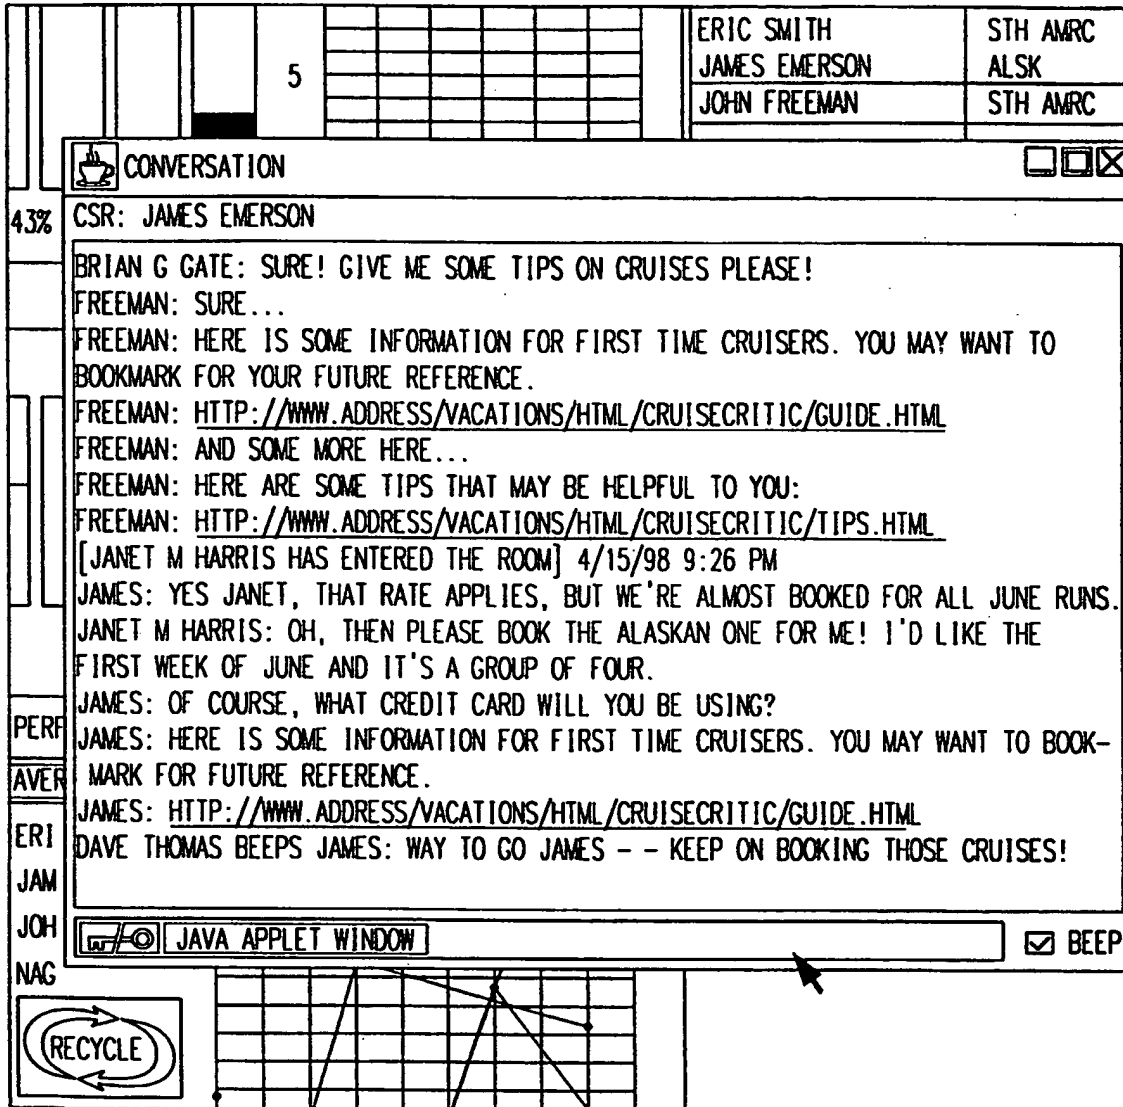 ERIC SMITH STH AMRC
5
JAMES EMERSON ALSK
JOHN FREEMAN STH AMRC
CONVERSATION
43%
CSR: JAMES EMERSON
BRIAN G GATE: SURE! GIVE ME SOME TIPS ON CRUISES PLEASE!
FREEMAN: SURE...
FREEMAN: HERE IS SOME INFORMATION FOR FIRST TIME CRUISERS. YOU MAY WANT TO
BOOKMARK FOR YOUR FUTURE REFERENCE.
FREEMAN: HTTP://WWW.ADDRESS/VACATIONS/HTML/CRUISECRITIC/GUIDE.HTML
FREEMAN: AND SOME MORE HERE...
FREEMAN: HERE ARE SOME TIPS THAT MAY BE HELPFUL TO YOU:
FREEMAN: HTTP://WWW.ADDRESS/VACATIONS/HTML/CRUISECRITIC/TIPS.HTML
[JANET M HARRIS HAS ENTERED THE ROOM] 4/15/98 9:26 PM
JAMES: YES JANET, THAT RATE APPLIES, BUT WE'RE ALMOST BOOKED FOR ALL JUNE RUNS.
JANET M HARRIS: OH, THEN PLEASE BOOK THE ALASKAN ONE FOR ME! I'D LIKE THE
FIRST WEEK OF JUNE AND IT'S A GROUP OF FOUR.
JAMES: OF COURSE, WHAT CREDIT CARD WILL YOU BE USING?
JAMES: HERE IS SOME INFORMATION FOR FIRST TIME CRUISERS. YOU MAY WANT TO BOOK-
MARK FOR FUTURE REFERENCE.
JAMES: HTTP://WWW.ADDRESS/VACATIONS/HTML/CRUISECRITIC/GUIDE.HTML
DAVE THOMAS BEEPS JAMES: WAY TO GO JAMES - - KEEP ON BOOKING THOSE CRUISES!
PERF
AVER
ERI
JAM
JOH
NAG
JAVA APPLET WINDOW
BEEP
RECYCLE